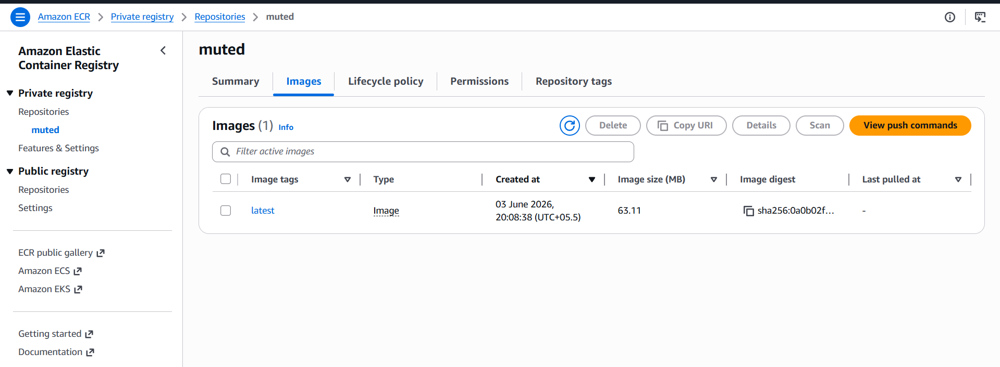 Amazon ECR > Private registry > Repositories > muted
Amazon Elastic
Container Registry
Private registry
Repositories
muted
Features & Settings
Public registry
Repositories
Settings
ECR public gallery
Amazon ECS
Amazon EKS
Getting started
Documentation
muted
Summary Images Lifecycle policy Permissions Repository tags
Images (1) Info Delete Copy URI Details Scan View push commands
Filter active images
Image tags Type Created at Image size (MB) Image digest Last pulled at
latest Image 03 June 2026, 63.11 sha256:0a0b02f... -
20:08:38 (UTC+05.5)